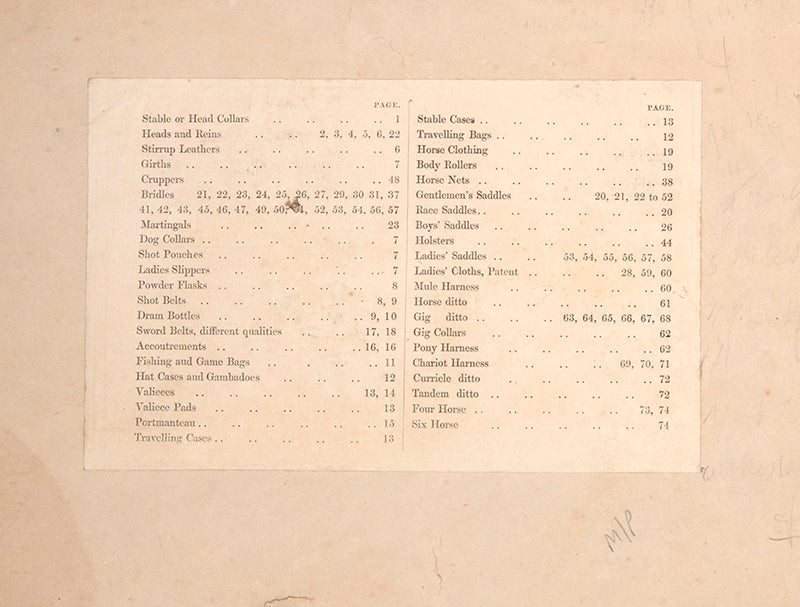 PAGE.
Stable or Head Collars .. .. .. .. 1
Heads and Reins .. .. 2, 3, 4, 5, 6, 22
Stirrup Leathers .. .. .. .. .. 6
Girths .. .. .. .. .. .. 7
Cruppers .. .. .. .. .. .. 48
Bridles 21, 22, 23, 24, 25, 26, 27, 29, 30 31, 37
41, 42, 43, 45, 46, 47, 49, 50, 52, 53, 54, 56, 57
Martingals .. .. .. .. .. 23
Dog Collars .. .. .. .. .. . 7
Shot Pouches .. .. .. .. .. 7
Ladies Slippers .. .. .. .. .. 7
Powder Flasks .. .. .. .. .. 8
Shot Belts .. .. .. .. .. . 8, 9
Dram Bottles .. .. .. .. .. 9, 10
Sword Belts, different qualities .. .. 17, 18
Accoutrements .. .. .. .. .. 16, 16
Fishing and Game Bags .. . .. .. 11
Hat Cases and Gambadoes .. .. .. 12
Valieces .. .. .. .. .. 13, 14
Valiece Pads .. .. .. .. .. 13
Portmanteau .. .. .. .. .. .. 15
Travelling Cases .. .. .. .. .. 13
PAGE.
Stable Cases .. .. .. .. .. .. 13
Travelling Bags .. .. .. .. .. 12
Horse Clothing .. .. .. .. .. 19
Body Rollers .. .. .. .. .. 19
Horse Nets .. .. .. .. .. .. 38
Gentlemen's Saddles .. .. 20, 21, 22 to 52
Race Saddles .. .. .. .. .. .. 20
Boys' Saddles .. .. .. .. .. 26
Holsters .. .. .. .. .. .. 44
Ladies' Saddles .. .. 53, 54, 55, 56, 57, 58
Ladies' Cloths, Patent .. .. .. 28, 59, 60
Mule Harness .. .. .. .. .. 60
Horse ditto .. .. .. .. .. 61
Gig ditto .. .. .. 63, 64, 65, 66, 67, 68
Gig Collars .. .. .. .. .. 62
Pony Harness .. .. .. .. .. 62
Chariot Harness .. .. .. 69, 70, 71
Curricle ditto .. .. .. .. .. 72
Tandem ditto .. .. .. .. .. 72
Four Horse .. .. .. .. .. 73, 74
Six Horse .. .. .. .. .. 74
M/P